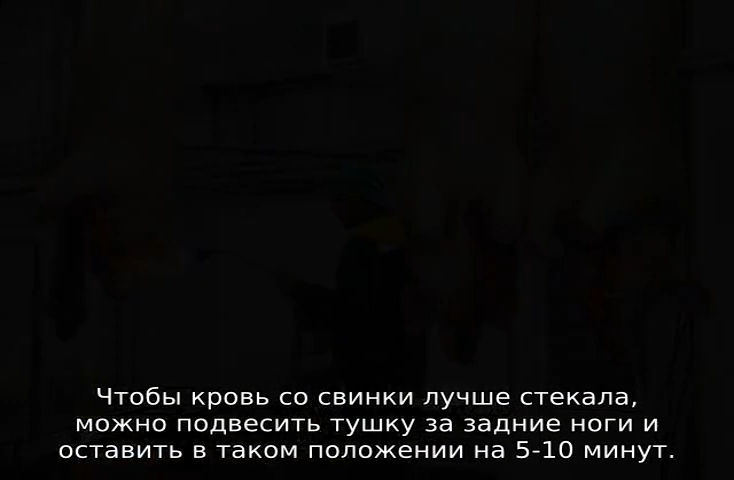 Чтобы кровь со свинки лучше стекала,
можно подвесить тушку за задние ноги и
оставить в таком положении на 5-10 минут.